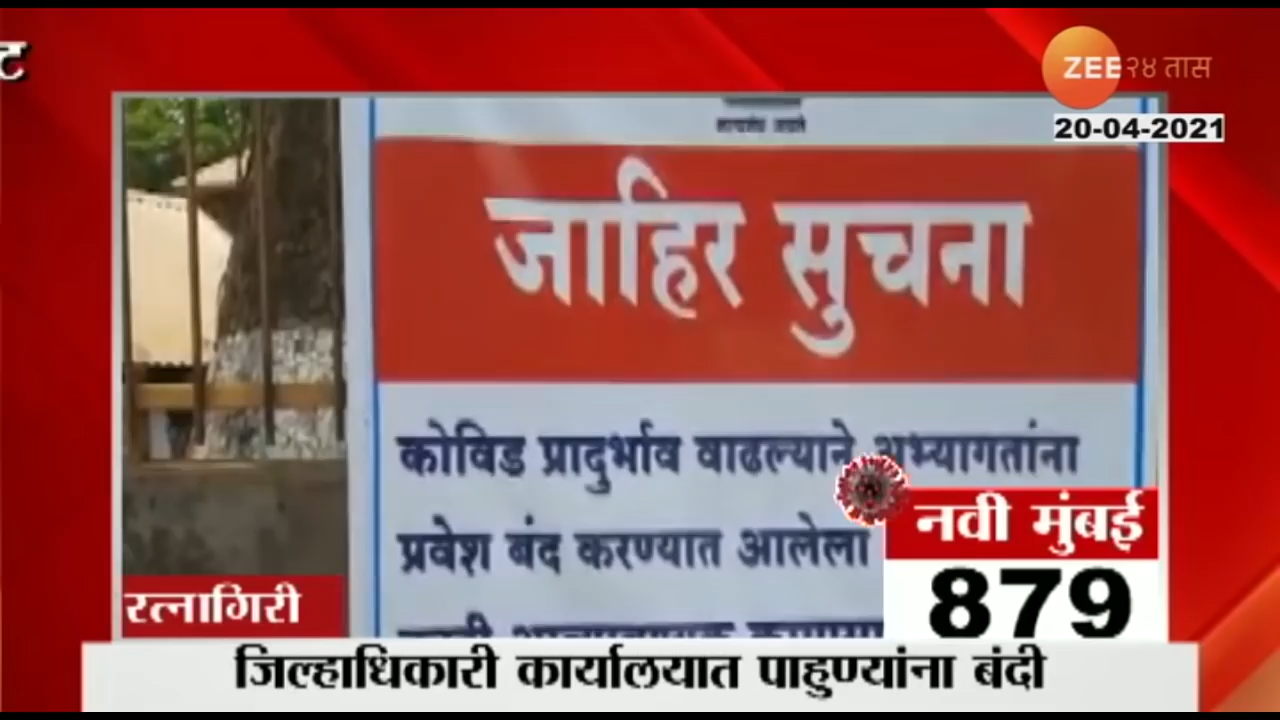 ट
ZEE २४ तास
20-04-2021
जाहिर सुचना
कोविड प्रादुर्भाव वाढल्याने अभ्यागतांना
प्रवेश बंद करण्यात आलेला
नवी मुंबई
879
रत्नागिरी
जिल्हाधिकारी कार्यालयात पाहुण्यांना बंदी